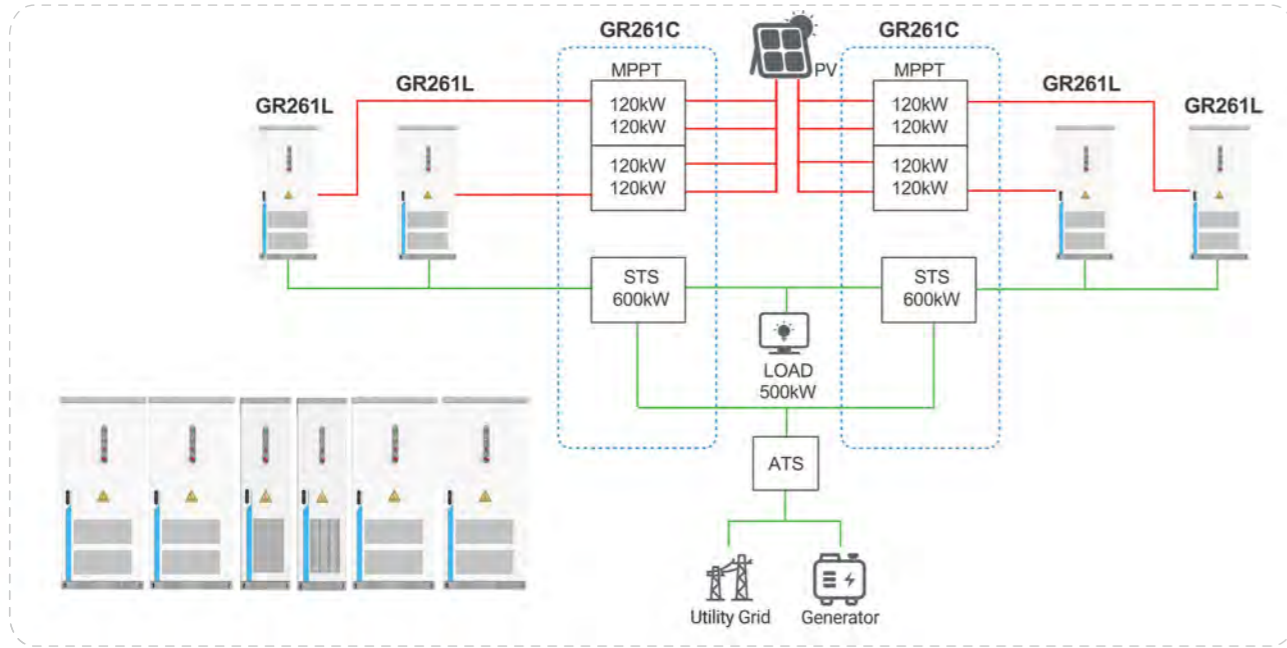 GR261C
GR261C
MPPT
PV
MPPT
GR261L
GR261L
GR261L
GR261L
120kW
120kW
120kW
120kW
120kW
120kW
120kW
120kW
STS
600kW
STS
600kW
LOAD
500kW
ATS
Utility Grid
Generator